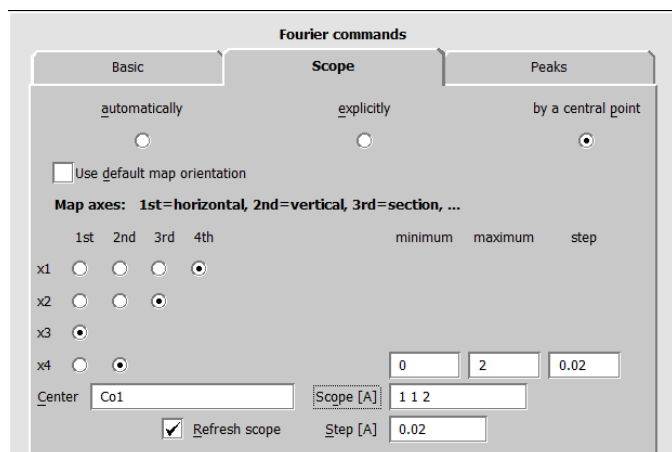 Fourier commands
Basic Scope Peaks
automatically explicitly by a central point
Use default map orientation
Map axes: 1st=horizontal, 2nd=vertical, 3rd=section, ...
1st 2nd 3rd 4th minimum maximum step
x1
x2
x3
x4 0 2 0.02
Center Co1 Scope [A] 1 1 2
Refresh scope Step [A] 0.02